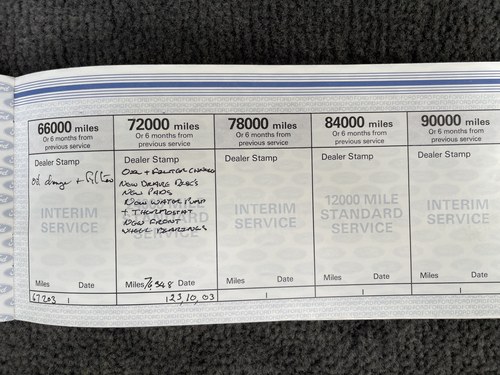 66000 miles
Or 6 months from
previous service
Dealer Stamp
Oil change + Filter
INTERIM
SERVICE
Miles Date
67203
72000 miles
Or 6 months from
previous service
Dealer Stamp
OIL + FILTER CHANGED
NEW
NEW PADS
NEW WATER PUMP
+ THERMOSTAT
NEW FRONT
WHEEL BEARINGS
SERVICE
Miles Date
23,10,03
78000 miles
Or 6 months from
previous service
Dealer Stamp
INTERIM
SERVICE
Miles Date
84000 miles
Or 6 months from
previous service
Dealer Stamp
12000 MILE
STANDARD
SERVICE
Miles Date
90000 miles
Or 6 months from
previous service
Dealer Stamp
INTERIM
SERVICE
Miles Date